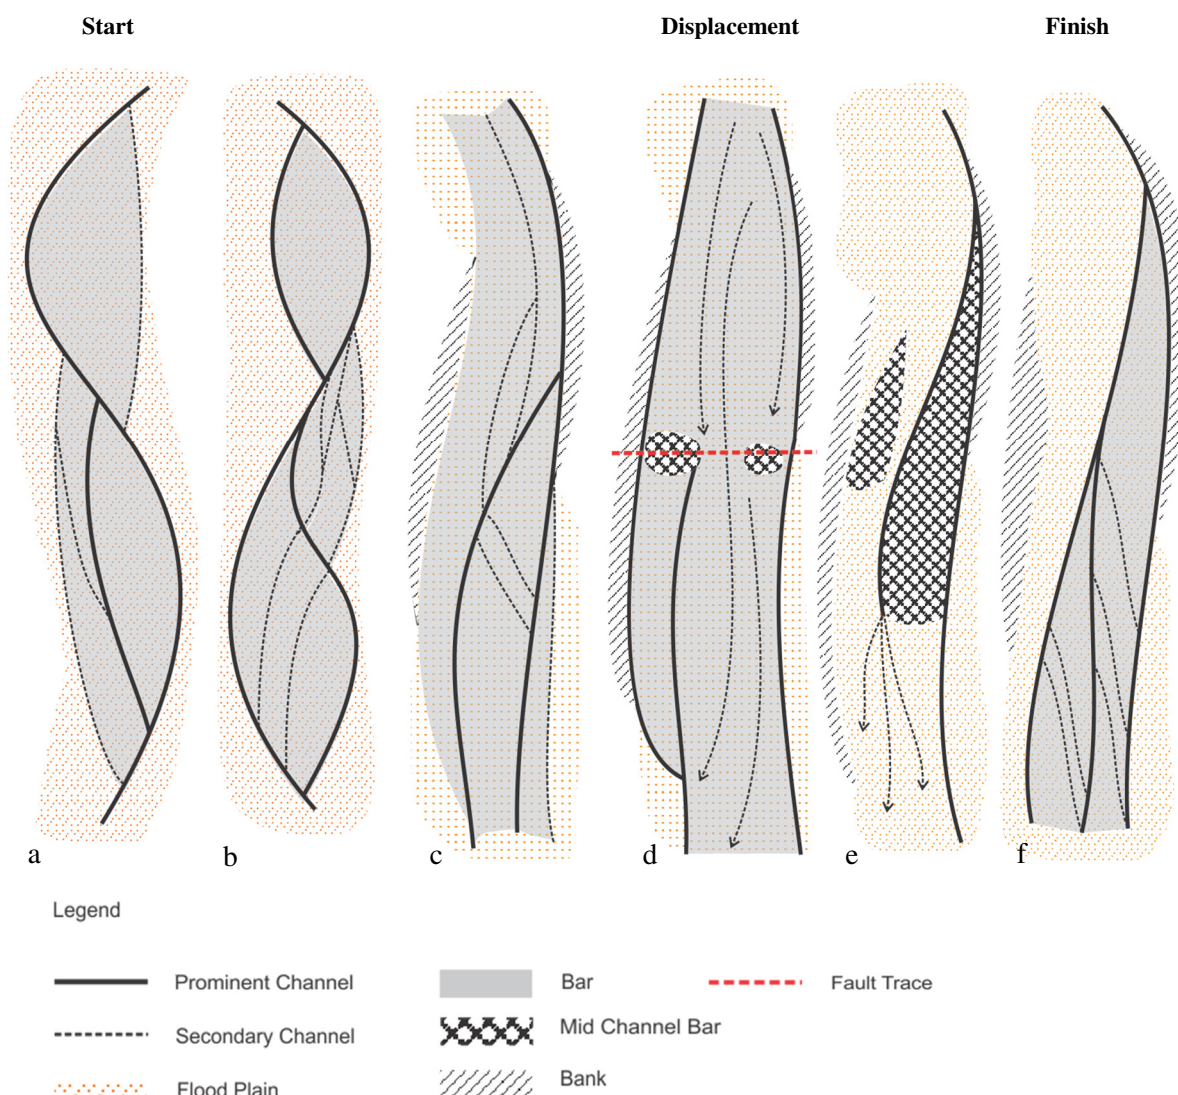 Start
Displacement
Finish
a
b
c
d
e
f
Legend
Prominent Channel
Bar
Fault Trace
Secondary Channel
Mid Channel Bar
Flood Plain
Bank